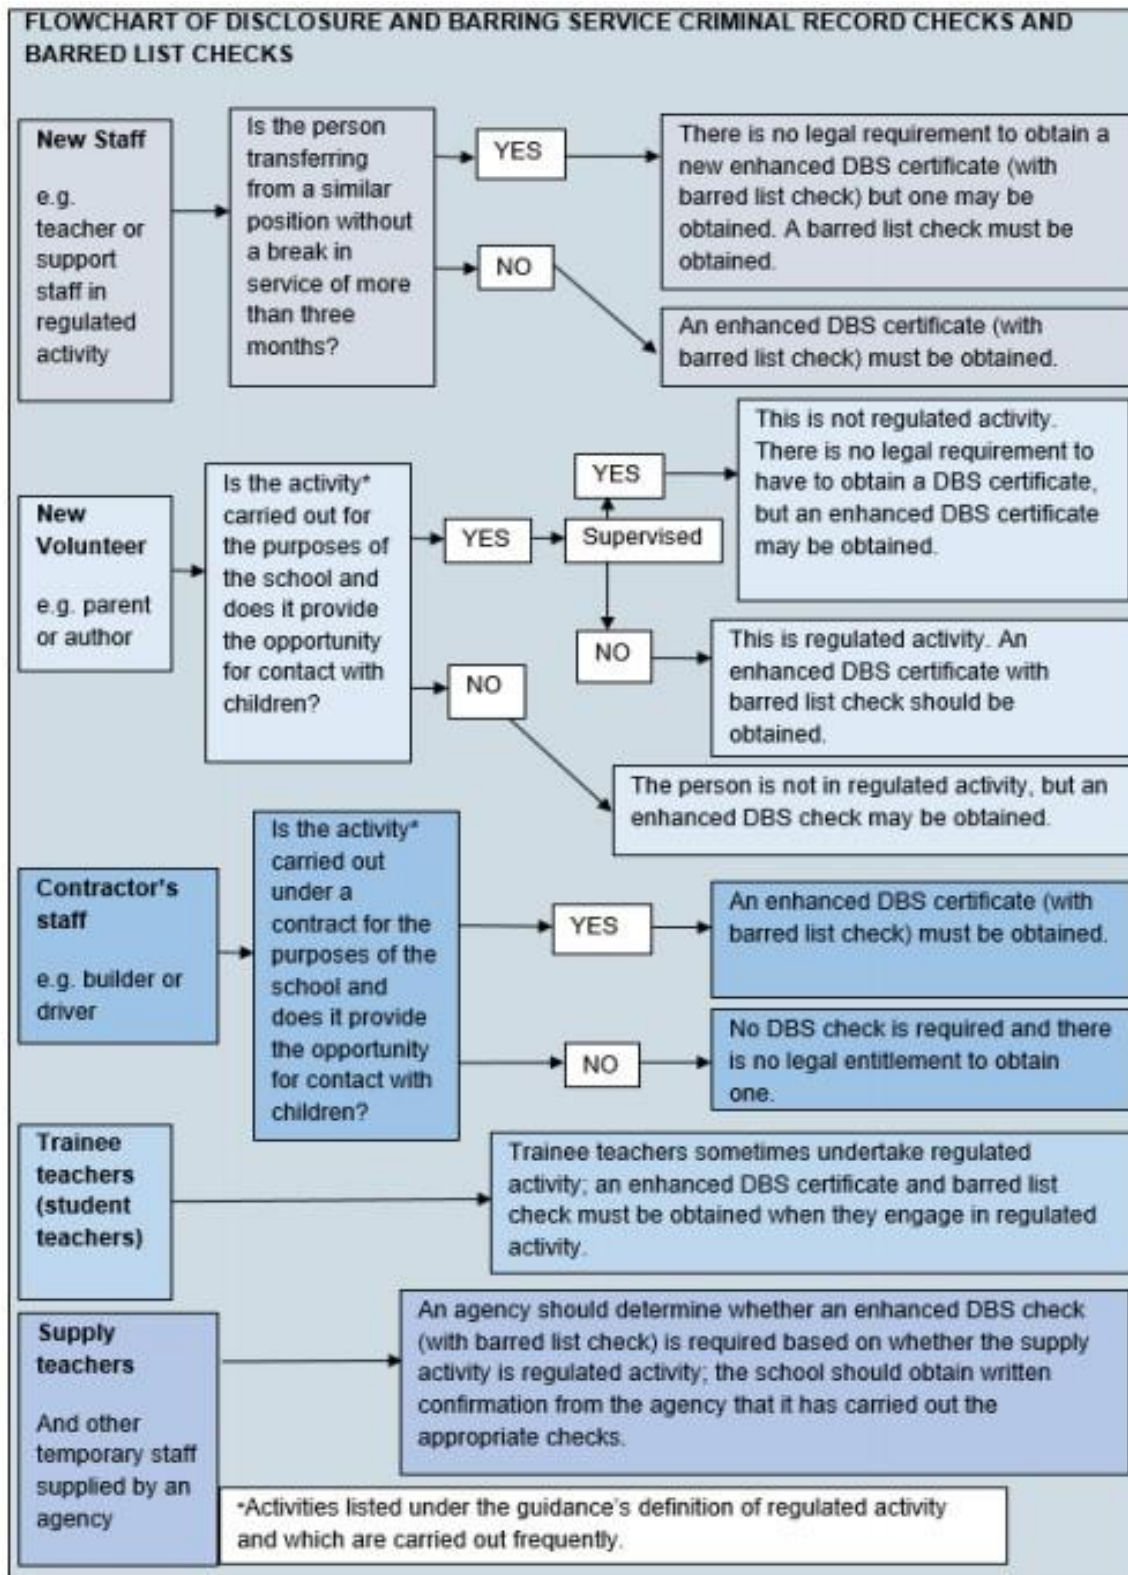 FLOWCHART OF DISCLOSURE AND BARRING SERVICE CRIMINAL RECORD CHECKS AND
BARRED LIST CHECKS
New Staff
e.g.
teacher or
support
staff in
regulated
activity
Is the person
transferring
from a similar
position without
a break in
service of more
than three
months?
YES
There is no legal requirement to obtain a
new enhanced DBS certificate (with
barred list check) but one may be
obtained. A barred list check must be
obtained.
NO
An enhanced DBS certificate (with
barred list check) must be obtained.
New
Volunteer
e.g. parent
or author
Is the activity*
carried out for
the purposes of
the school and
does it provide
the opportunity
for contact with
children?
YES
Supervised
YES
This is not regulated activity.
There is no legal requirement to
have to obtain a DBS certificate,
but an enhanced DBS certificate
may be obtained.
NO
This is regulated activity. An
enhanced DBS certificate with
barred list check should be
obtained.
NO
The person is not in regulated activity, but an
enhanced DBS check may be obtained.
Contractor's
staff
e.g. builder or
driver
Is the activity*
carried out
under a
contract for the
purposes of the
school and
does it provide
the opportunity
for contact with
children?
YES
An enhanced DBS certificate (with
barred list check) must be obtained.
NO
No DBS check is required and there
is no legal entitlement to obtain
one.
Trainee
teachers
(student
teachers)
Trainee teachers sometimes undertake regulated
activity; an enhanced DBS certificate and barred list
check must be obtained when they engage in regulated
activity.
Supply
teachers
And other
temporary staff
supplied by an
agency
An agency should determine whether an enhanced DBS check
(with barred list check) is required based on whether the supply
activity is regulated activity; the school should obtain written
confirmation from the agency that it has carried out the
appropriate checks.
*Activities listed under the guidance's definition of regulated activity
and which are carried out frequently.